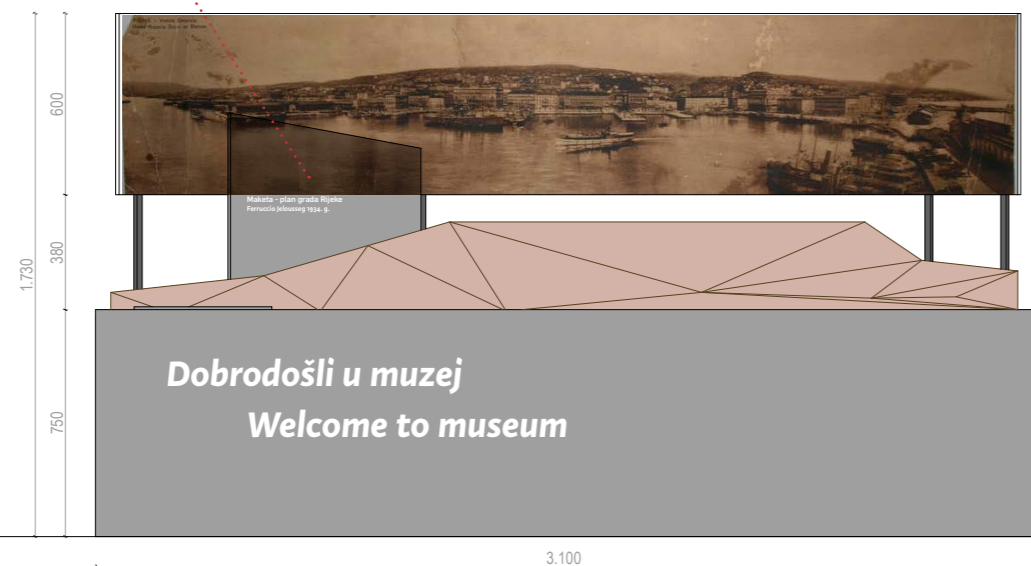 600
Maketa - plan grada Rijeke
Ferruccio Jelousseg 1934. g.
380
1.730
Dobrodošli u muzej
750
Welcome to museum
3.100